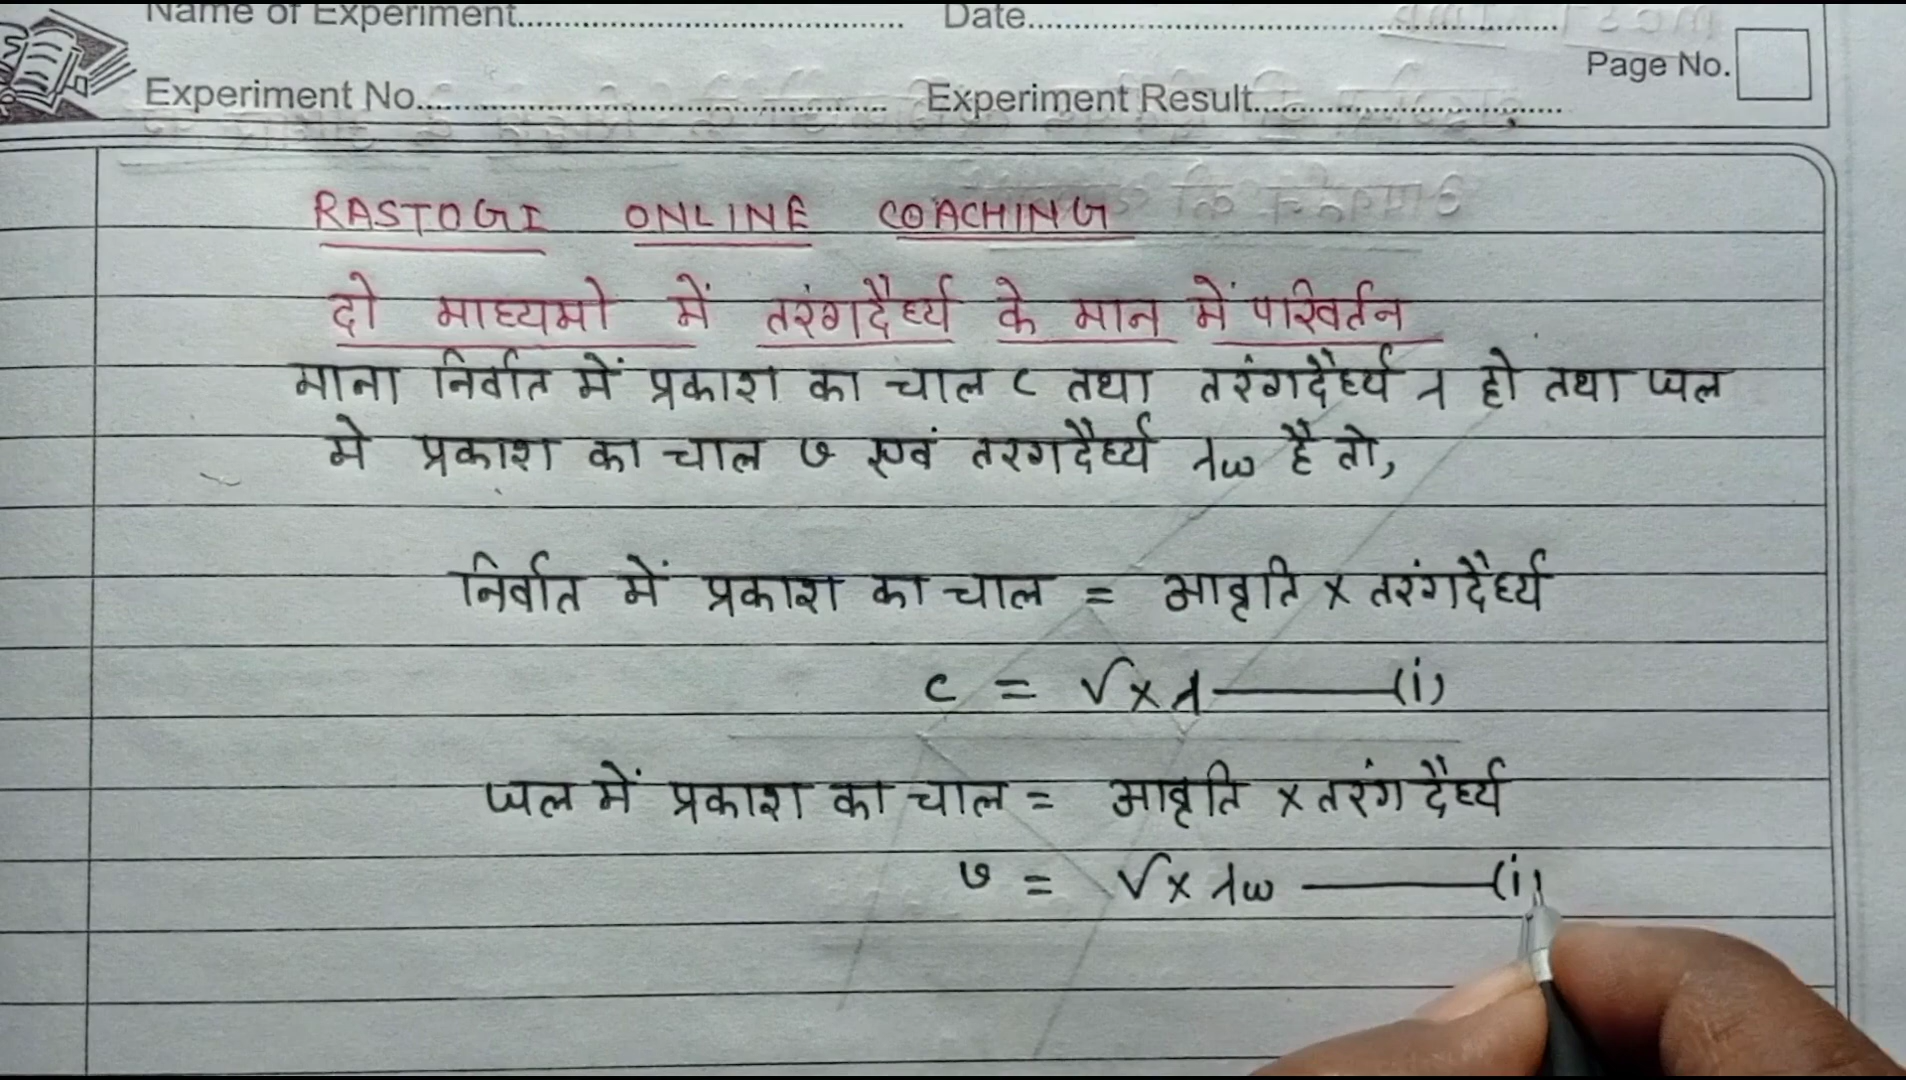 Name of Experiment.......... Date..........
Page No.
Experiment No.......... Experiment Result..........
RASTOGI ONLINE COACHING
दो माध्यमो में तरंगदैर्ध्य के मान में परिवर्तन
माना निर्वात में प्रकाश का चाल c तथा तरंगदैर्ध्य λ हो तथा जल
मे प्रकाश का चाल v एवं तरगदैर्ध्य λw है तो,
निर्वात में प्रकाश का चाल = आवृति × तरंगदैर्ध्य
c = ν × λ ———(i)
जल में प्रकाश का चाल = आवृति × तरंगदैर्ध्य
v = ν × λw ———(i